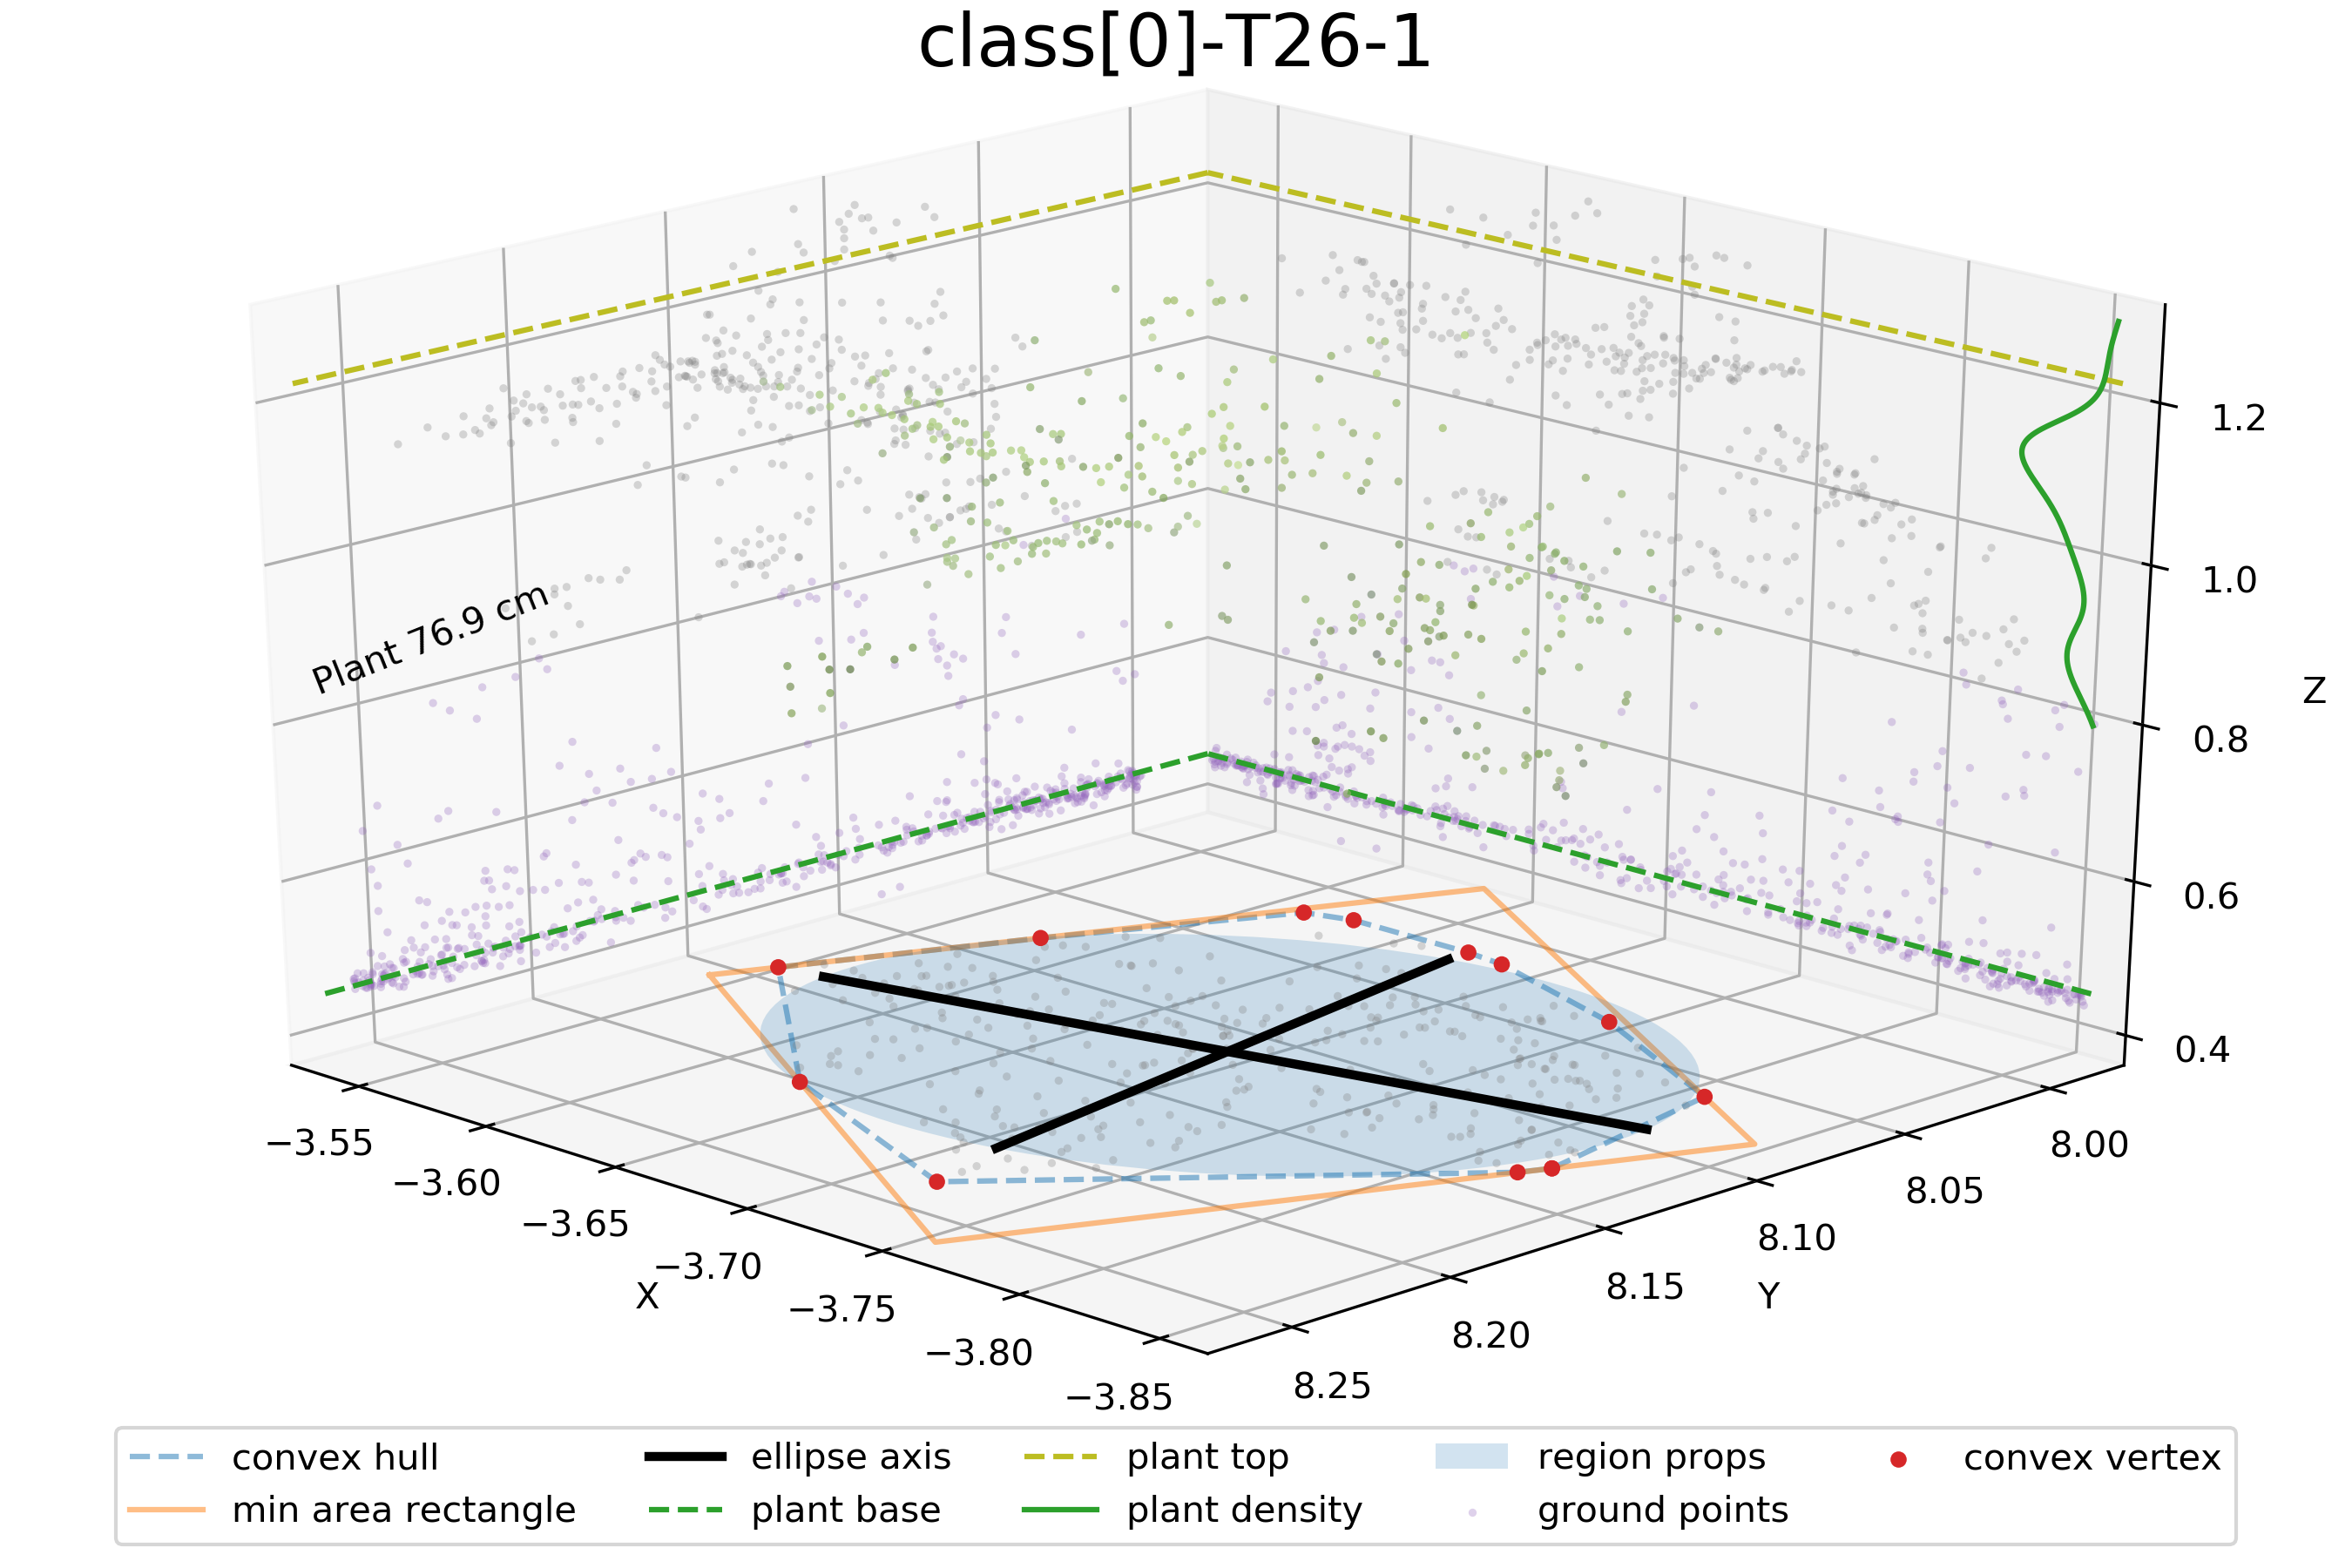 class[0]-T26-1
Plant 76.9 cm
1.2
1.0
0.8
0.6
0.4
Z
−3.55
−3.60
−3.65
−3.70
−3.75
−3.80
−3.85
X
8.00
8.05
8.10
8.15
8.20
8.25
Y
convex hull
min area rectangle
ellipse axis
plant base
plant top
plant density
region props
ground points
convex vertex